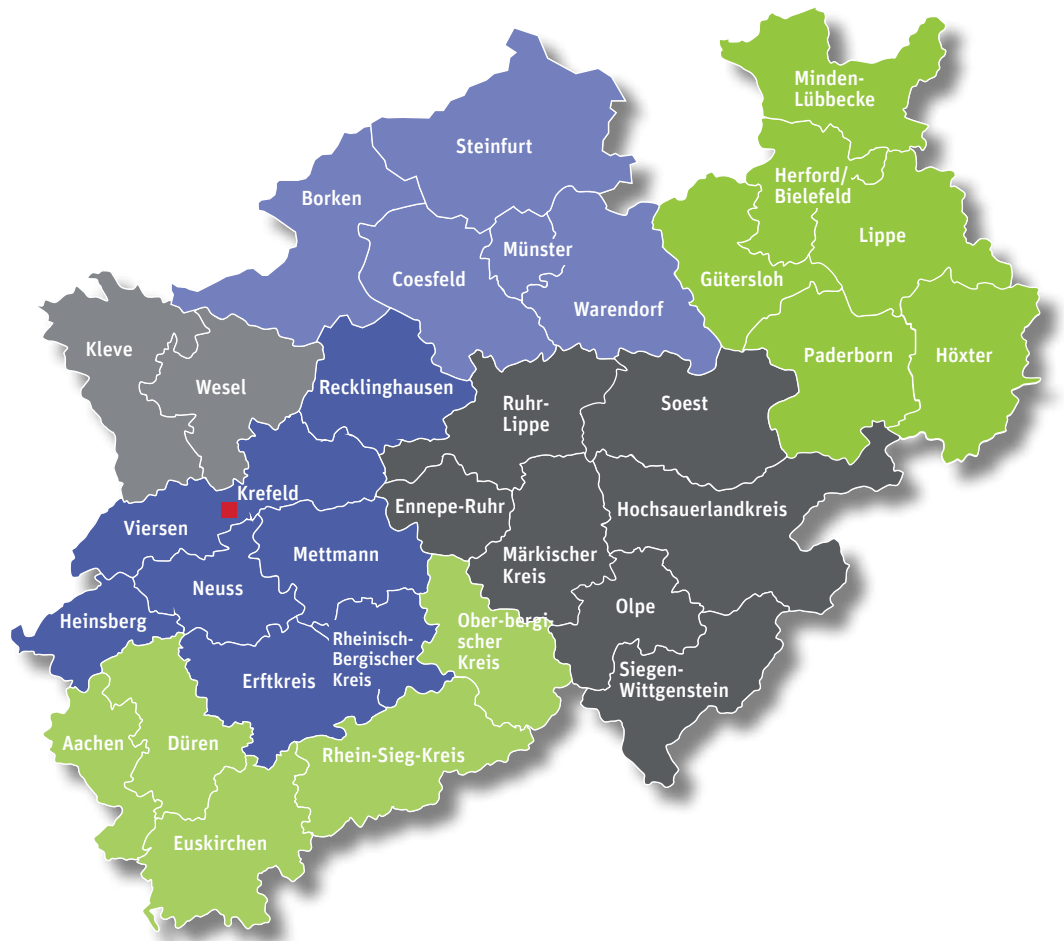 Minden-
Lübbecke
Steinfurt
Herford/
Bielefeld
Borken
Lippe
Münster
Coesfeld
Gütersloh
Warendorf
Kleve
Paderborn
Höxter
Wesel
Recklinghausen
Ruhr-
Lippe
Soest
Krefeld
Ennepe-Ruhr
Hochsauerlandkreis
Viersen
Mettmann
Märkischer
Kreis
Neuss
Olpe
Heinsberg
Ober-bergi-
scher
Kreis
Rheinisch-
Bergischer
Kreis
Erftkreis
Siegen-
Wittgenstein
Aachen
Düren
Rhein-Sieg-Kreis
Euskirchen